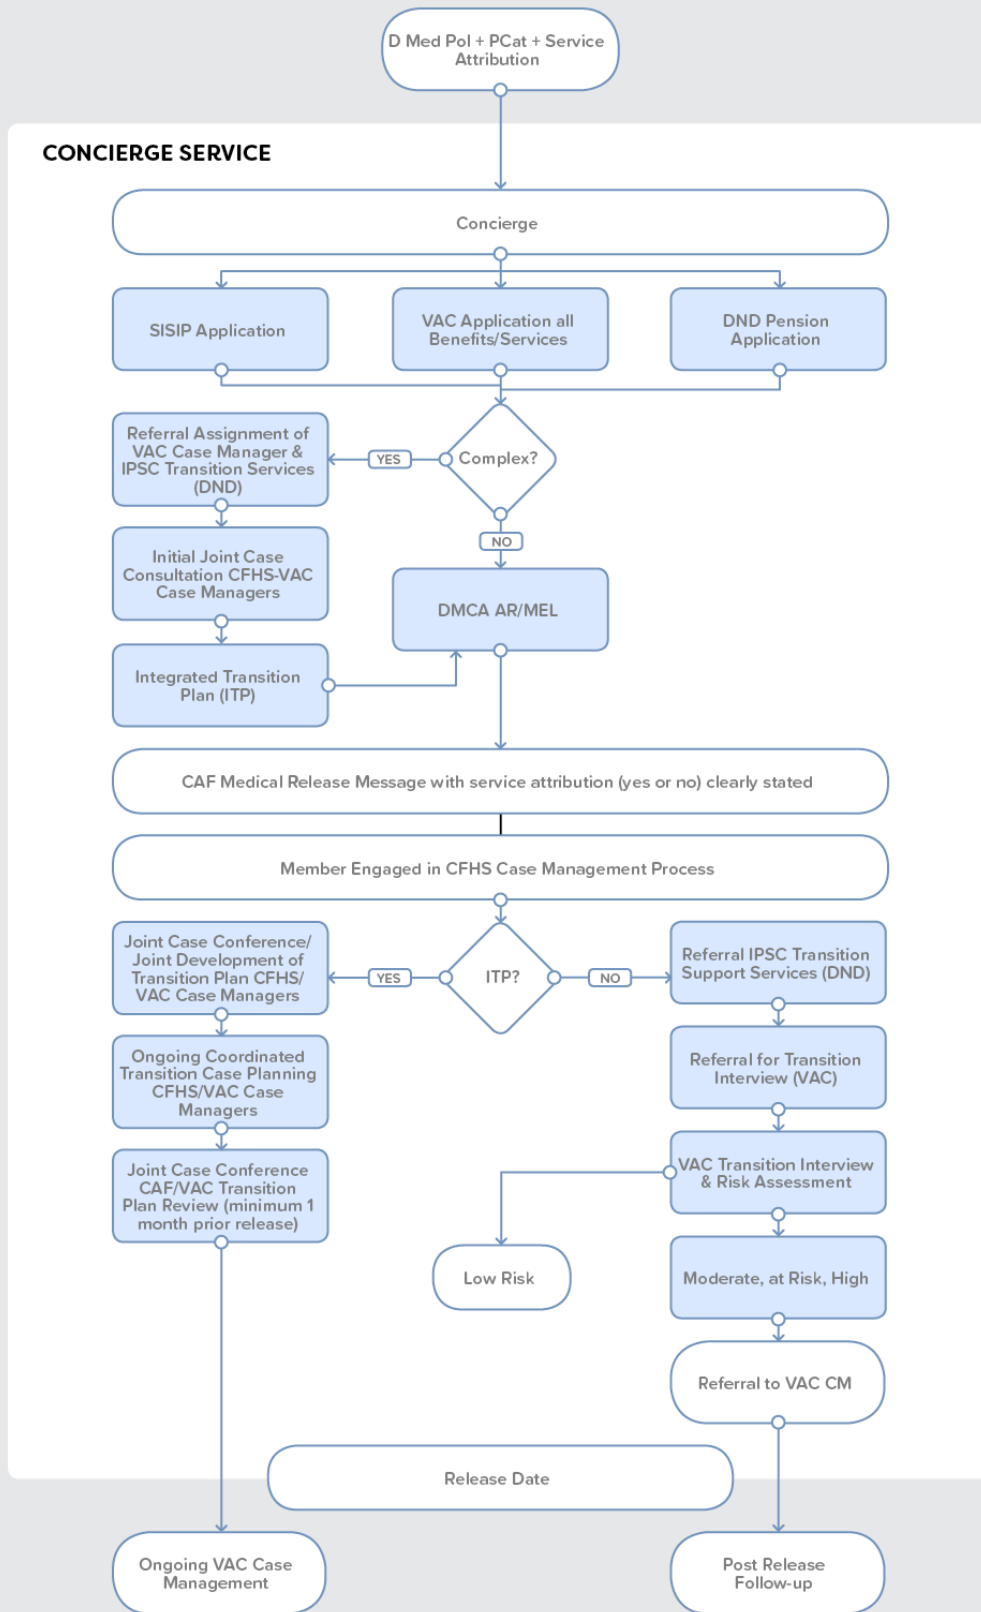 D Med Pol + PCat + Service
Attribution
CONCIERGE SERVICE
Concierge
SISIP Application
VAC Application all
Benefits/Services
DND Pension
Application
Referral Assignment of
VAC Case Manager &
IPSC Transition Services
(DND)
YES
Complex?
NO
Initial Joint Case
Consultation CFHS-VAC
Case Managers
DMCA AR/MEL
Integrated Transition
Plan (ITP)
CAF Medical Release Message with service attribution (yes or no) clearly stated
Member Engaged in CFHS Case Management Process
Joint Case Conference/
Joint Development of
Transition Plan CFHS/
VAC Case Managers
YES
ITP?
NO
Referral IPSC Transition
Support Services (DND)
Ongoing Coordinated
Transition Case Planning
CFHS/VAC Case
Managers
Referral for Transition
Interview (VAC)
Joint Case Conference
CAF/VAC Transition
Plan Review (minimum 1
month prior release)
VAC Transition Interview
& Risk Assessment
Low Risk
Moderate, at Risk, High
Referral to VAC CM
Release Date
Ongoing VAC Case
Management
Post Release
Follow-up